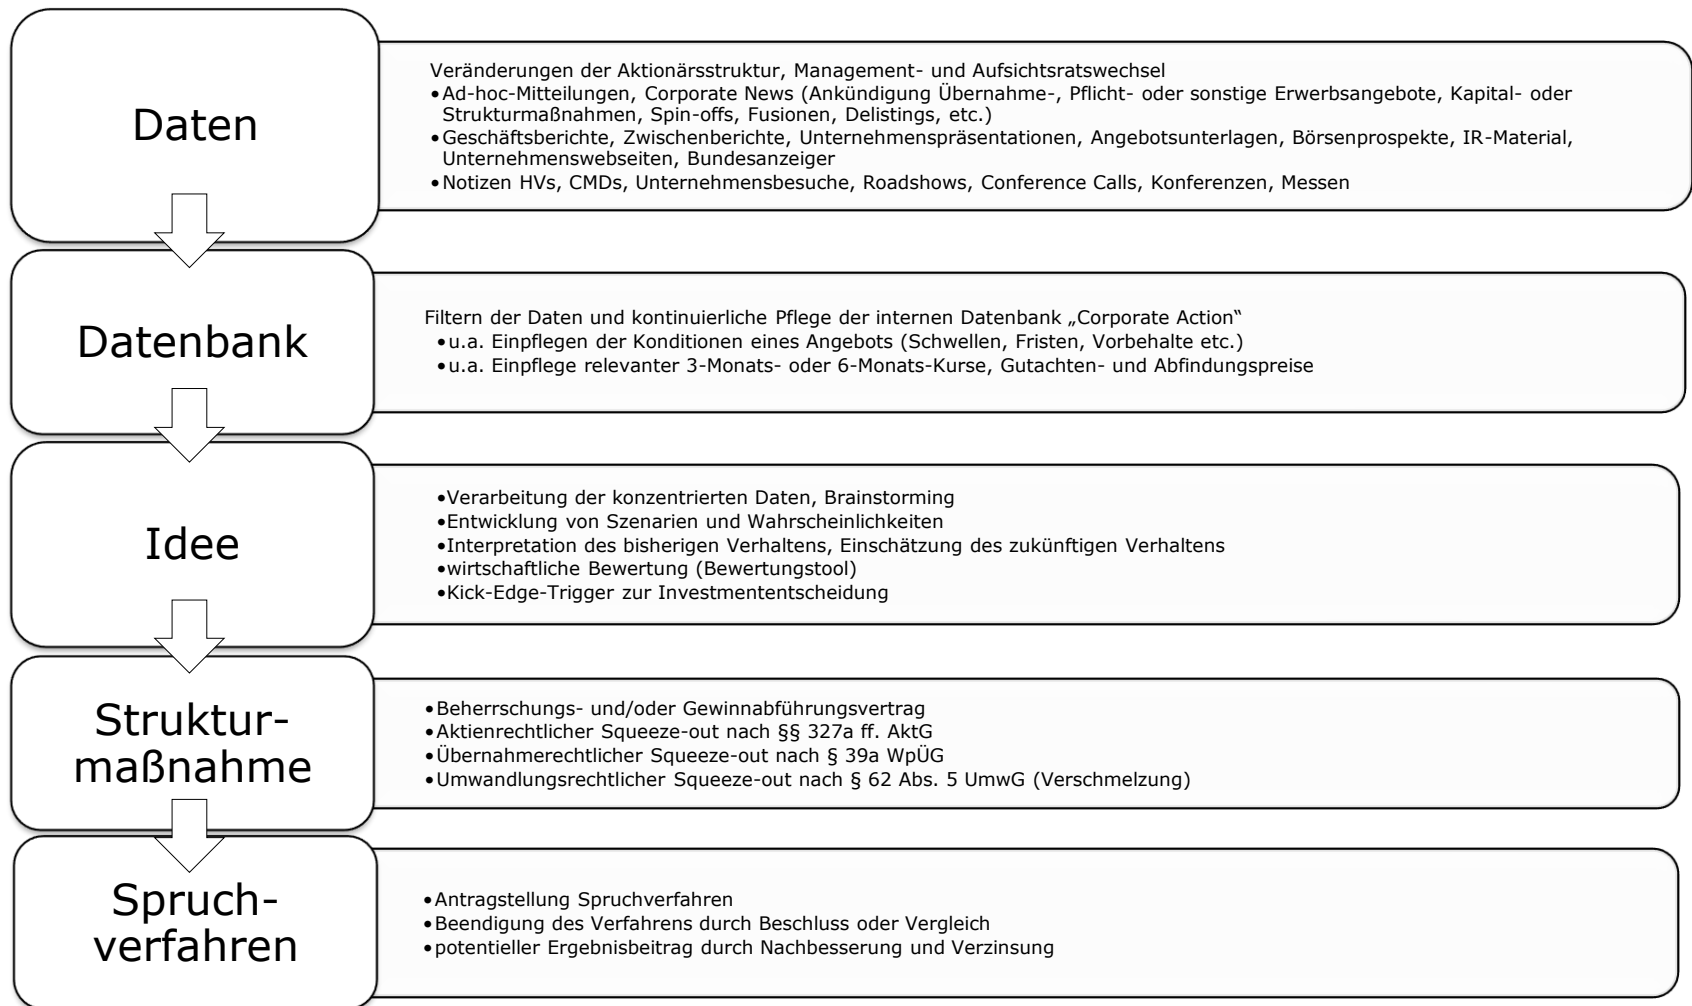 Daten
Veränderungen der Aktionärsstruktur, Management- und Aufsichtsratswechsel
•Ad-hoc-Mitteilungen, Corporate News (Ankündigung Übernahme-, Pflicht- oder sonstige Erwerbsangebote, Kapital- oder
Strukturmaßnahmen, Spin-offs, Fusionen, Delistings, etc.)
•Geschäftsberichte, Zwischenberichte, Unternehmenspräsentationen, Angebotsunterlagen, Börsenprospekte, IR-Material,
Unternehmenswebseiten, Bundesanzeiger
•Notizen HVs, CMDs, Unternehmensbesuche, Roadshows, Conference Calls, Konferenzen, Messen
Datenbank
Filtern der Daten und kontinuierliche Pflege der internen Datenbank „Corporate Action“
•u.a. Einpflegen der Konditionen eines Angebots (Schwellen, Fristen, Vorbehalte etc.)
•u.a. Einpflege relevanter 3-Monats- oder 6-Monats-Kurse, Gutachten- und Abfindungspreise
Idee
•Verarbeitung der konzentrierten Daten, Brainstorming
•Entwicklung von Szenarien und Wahrscheinlichkeiten
•Interpretation des bisherigen Verhaltens, Einschätzung des zukünftigen Verhaltens
•wirtschaftliche Bewertung (Bewertungstool)
•Kick-Edge-Trigger zur Investmententscheidung
Struktur-
maßnahme
•Beherrschungs- und/oder Gewinnabführungsvertrag
•Aktienrechtlicher Squeeze-out nach §§ 327a ff. AktG
•Übernahmerechtlicher Squeeze-out nach § 39a WpÜG
•Umwandlungsrechtlicher Squeeze-out nach § 62 Abs. 5 UmwG (Verschmelzung)
Spruch-
verfahren
•Antragstellung Spruchverfahren
•Beendigung des Verfahrens durch Beschluss oder Vergleich
•potentieller Ergebnisbeitrag durch Nachbesserung und Verzinsung